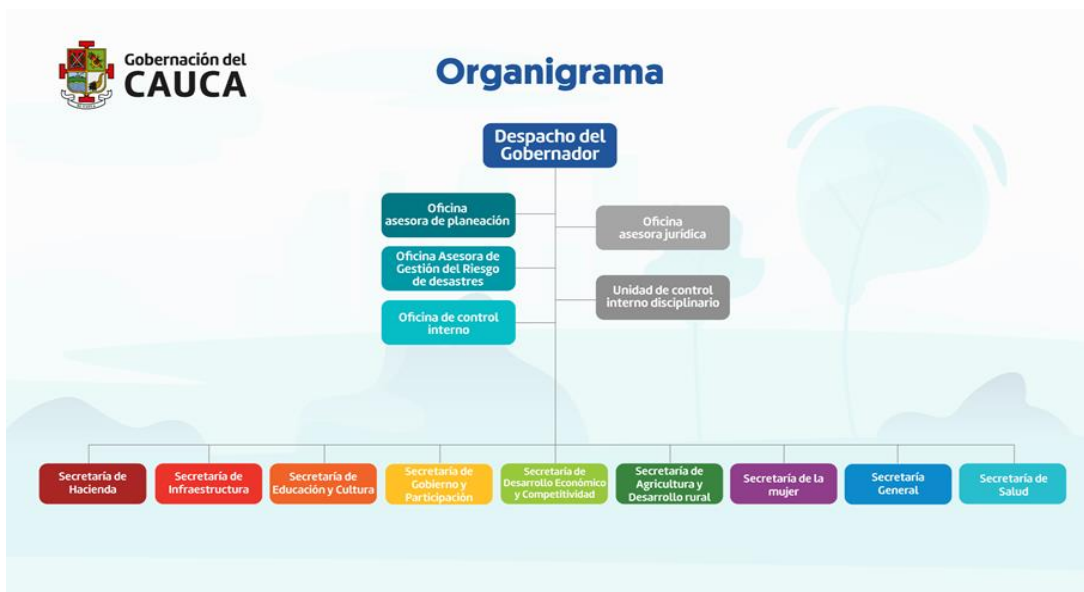 Gobernación del
CAUCA
Organigrama
Despacho del
Gobernador
Oficina
asesora de planeación
Oficina
asesora jurídica
Oficina Asesora de
Gestión del Riesgo
de desastres
Unidad de control
interno disciplinario
Oficina de control
interno
Secretaría de
Hacienda
Secretaría de
Infraestructura
Secretaría de
Educación y Cultura
Secretaría de
Gobierno y
Participación
Secretaría de
Desarrollo Económico
y Competitividad
Secretaría de
Agricultura y
Desarrollo rural
Secretaría de la
mujer
Secretaría
General
Secretaría de
Salud